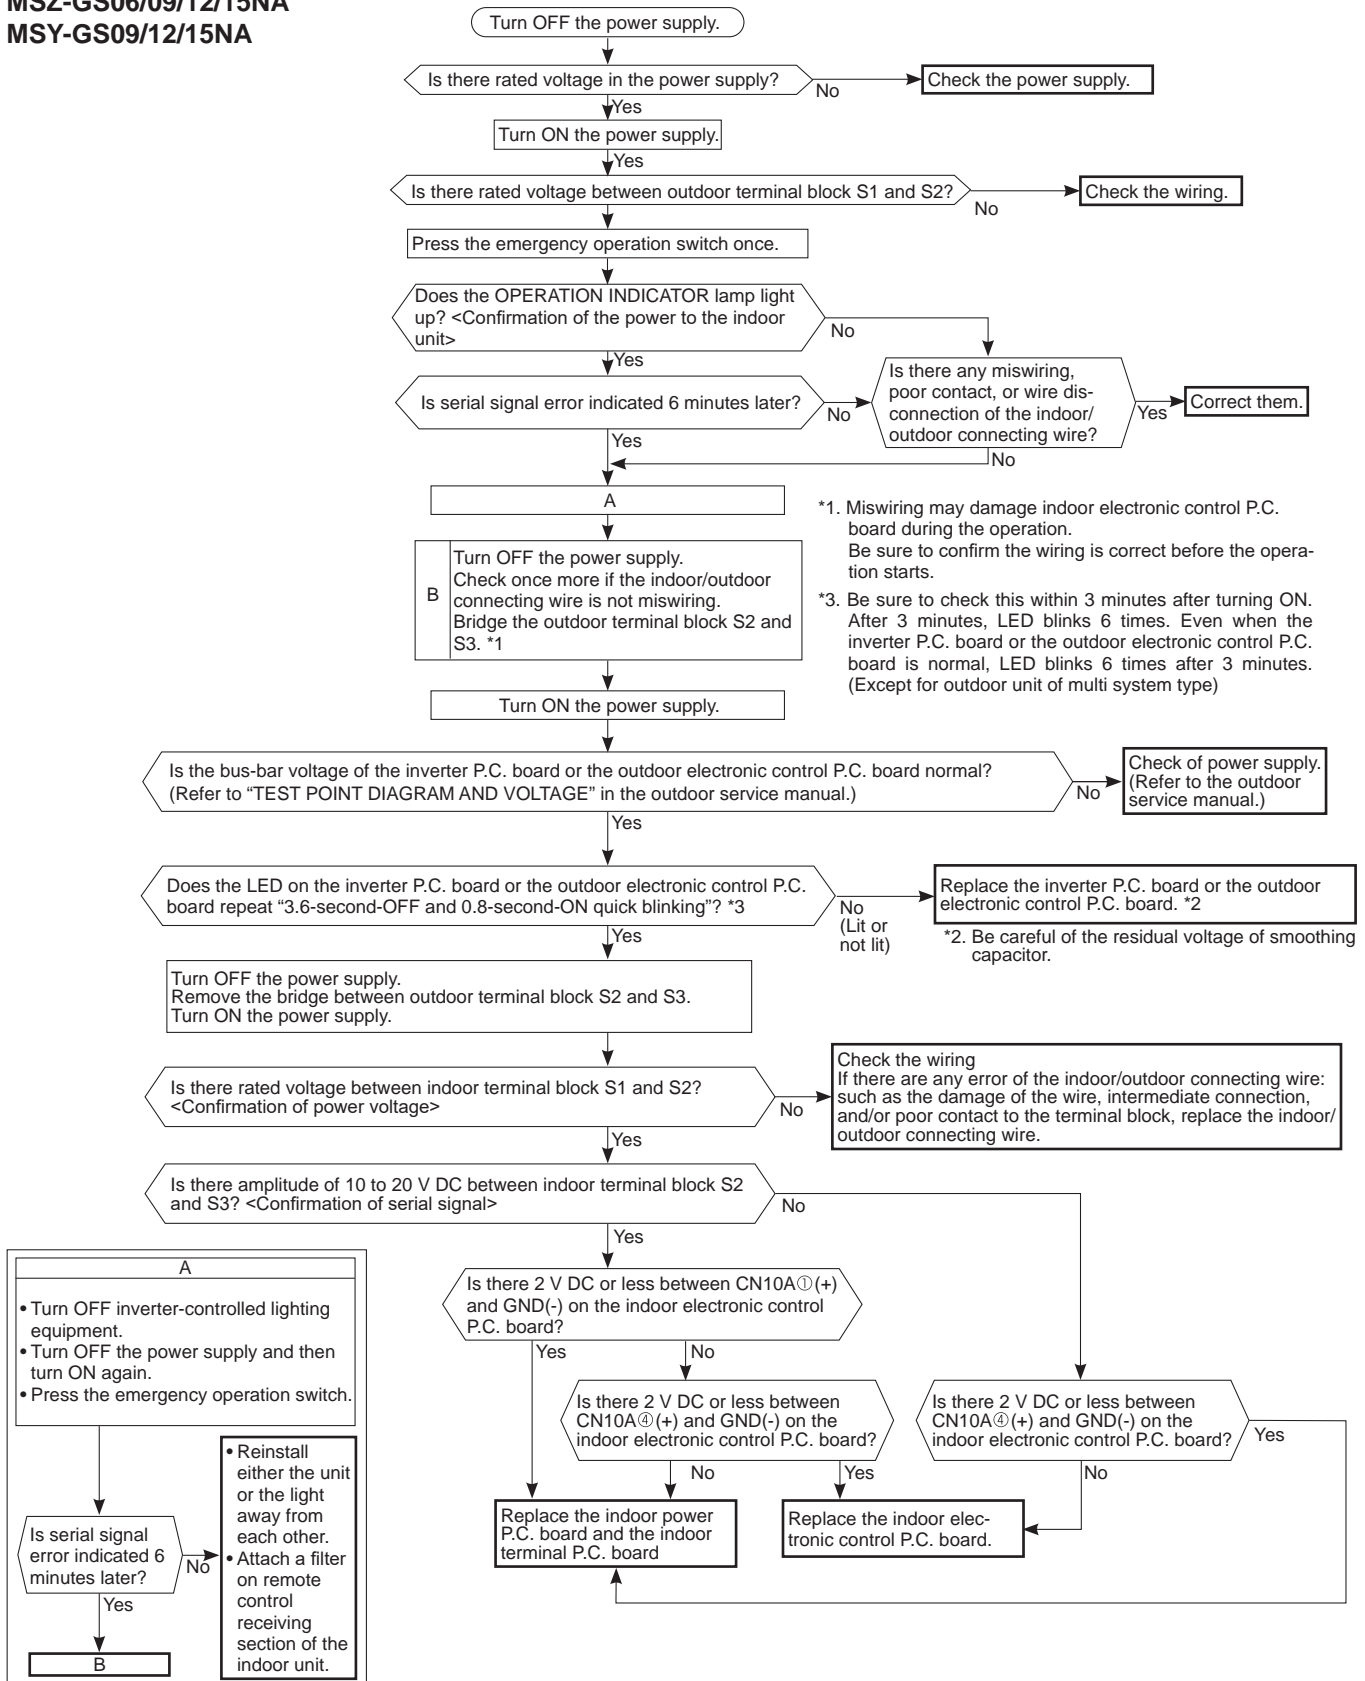 MSZ-GS06/09/12/15NA
MSY-GS09/12/15NA
Turn OFF the power supply.
Is there rated voltage in the power supply?
No
Check the power supply.
Yes
Turn ON the power supply.
Yes
Is there rated voltage between outdoor terminal block S1 and S2?
No
Check the wiring.
Press the emergency operation switch once.
Does the OPERATION INDICATOR lamp light
up? <Confirmation of the power to the indoor
unit>
No
Yes
Is serial signal error indicated 6 minutes later?
No
Is there any miswiring,
poor contact, or wire dis-
connection of the indoor/
outdoor connecting wire?
Yes
Correct them.
Yes
No
A
B
Turn OFF the power supply.
Check once more if the indoor/outdoor
connecting wire is not miswiring.
Bridge the outdoor terminal block S2 and
S3. *1
*1. Miswiring may damage indoor electronic control P.C.
board during the operation.
Be sure to confirm the wiring is correct before the opera-
tion starts.
*3. Be sure to check this within 3 minutes after turning ON.
After 3 minutes, LED blinks 6 times. Even when the
inverter P.C. board or the outdoor electronic control P.C.
board is normal, LED blinks 6 times after 3 minutes.
(Except for outdoor unit of multi system type)
Turn ON the power supply.
Is the bus-bar voltage of the inverter P.C. board or the outdoor electronic control P.C. board normal?
(Refer to “TEST POINT DIAGRAM AND VOLTAGE” in the outdoor service manual.)
No
Check of power supply.
(Refer to the outdoor
service manual.)
Yes
Does the LED on the inverter P.C. board or the outdoor electronic control P.C.
board repeat “3.6-second-OFF and 0.8-second-ON quick blinking”? *3
No
(Lit or
not lit)
Replace the inverter P.C. board or the outdoor
electronic control P.C. board. *2
*2. Be careful of the residual voltage of smoothing
capacitor.
Yes
Turn OFF the power supply.
Remove the bridge between outdoor terminal block S2 and S3.
Turn ON the power supply.
Is there rated voltage between indoor terminal block S1 and S2?
<Confirmation of power voltage>
No
Check the wiring
If there are any error of the indoor/outdoor connecting wire:
such as the damage of the wire, intermediate connection,
and/or poor contact to the terminal block, replace the indoor/
outdoor connecting wire.
Yes
Is there amplitude of 10 to 20 V DC between indoor terminal block S2
and S3? <Confirmation of serial signal>
No
Yes
Is there 2 V DC or less between CN10A①(+)
and GND(-) on the indoor electronic control
P.C. board?
Yes
No
Is there 2 V DC or less between
CN10A④(+) and GND(-) on the
indoor electronic control P.C. board?
No
Yes
Is there 2 V DC or less between
CN10A④(+) and GND(-) on the
indoor electronic control P.C. board?
Yes
No
Replace the indoor power
P.C. board and the indoor
terminal P.C. board
Replace the indoor elec-
tronic control P.C. board.
A
• Turn OFF inverter-controlled lighting
equipment.
• Turn OFF the power supply and then
turn ON again.
• Press the emergency operation switch.
Is serial signal
error indicated 6
minutes later?
No
• Reinstall
either the unit
or the light
away from
each other.
• Attach a filter
on remote
control
receiving
section of the
indoor unit.
Yes
B